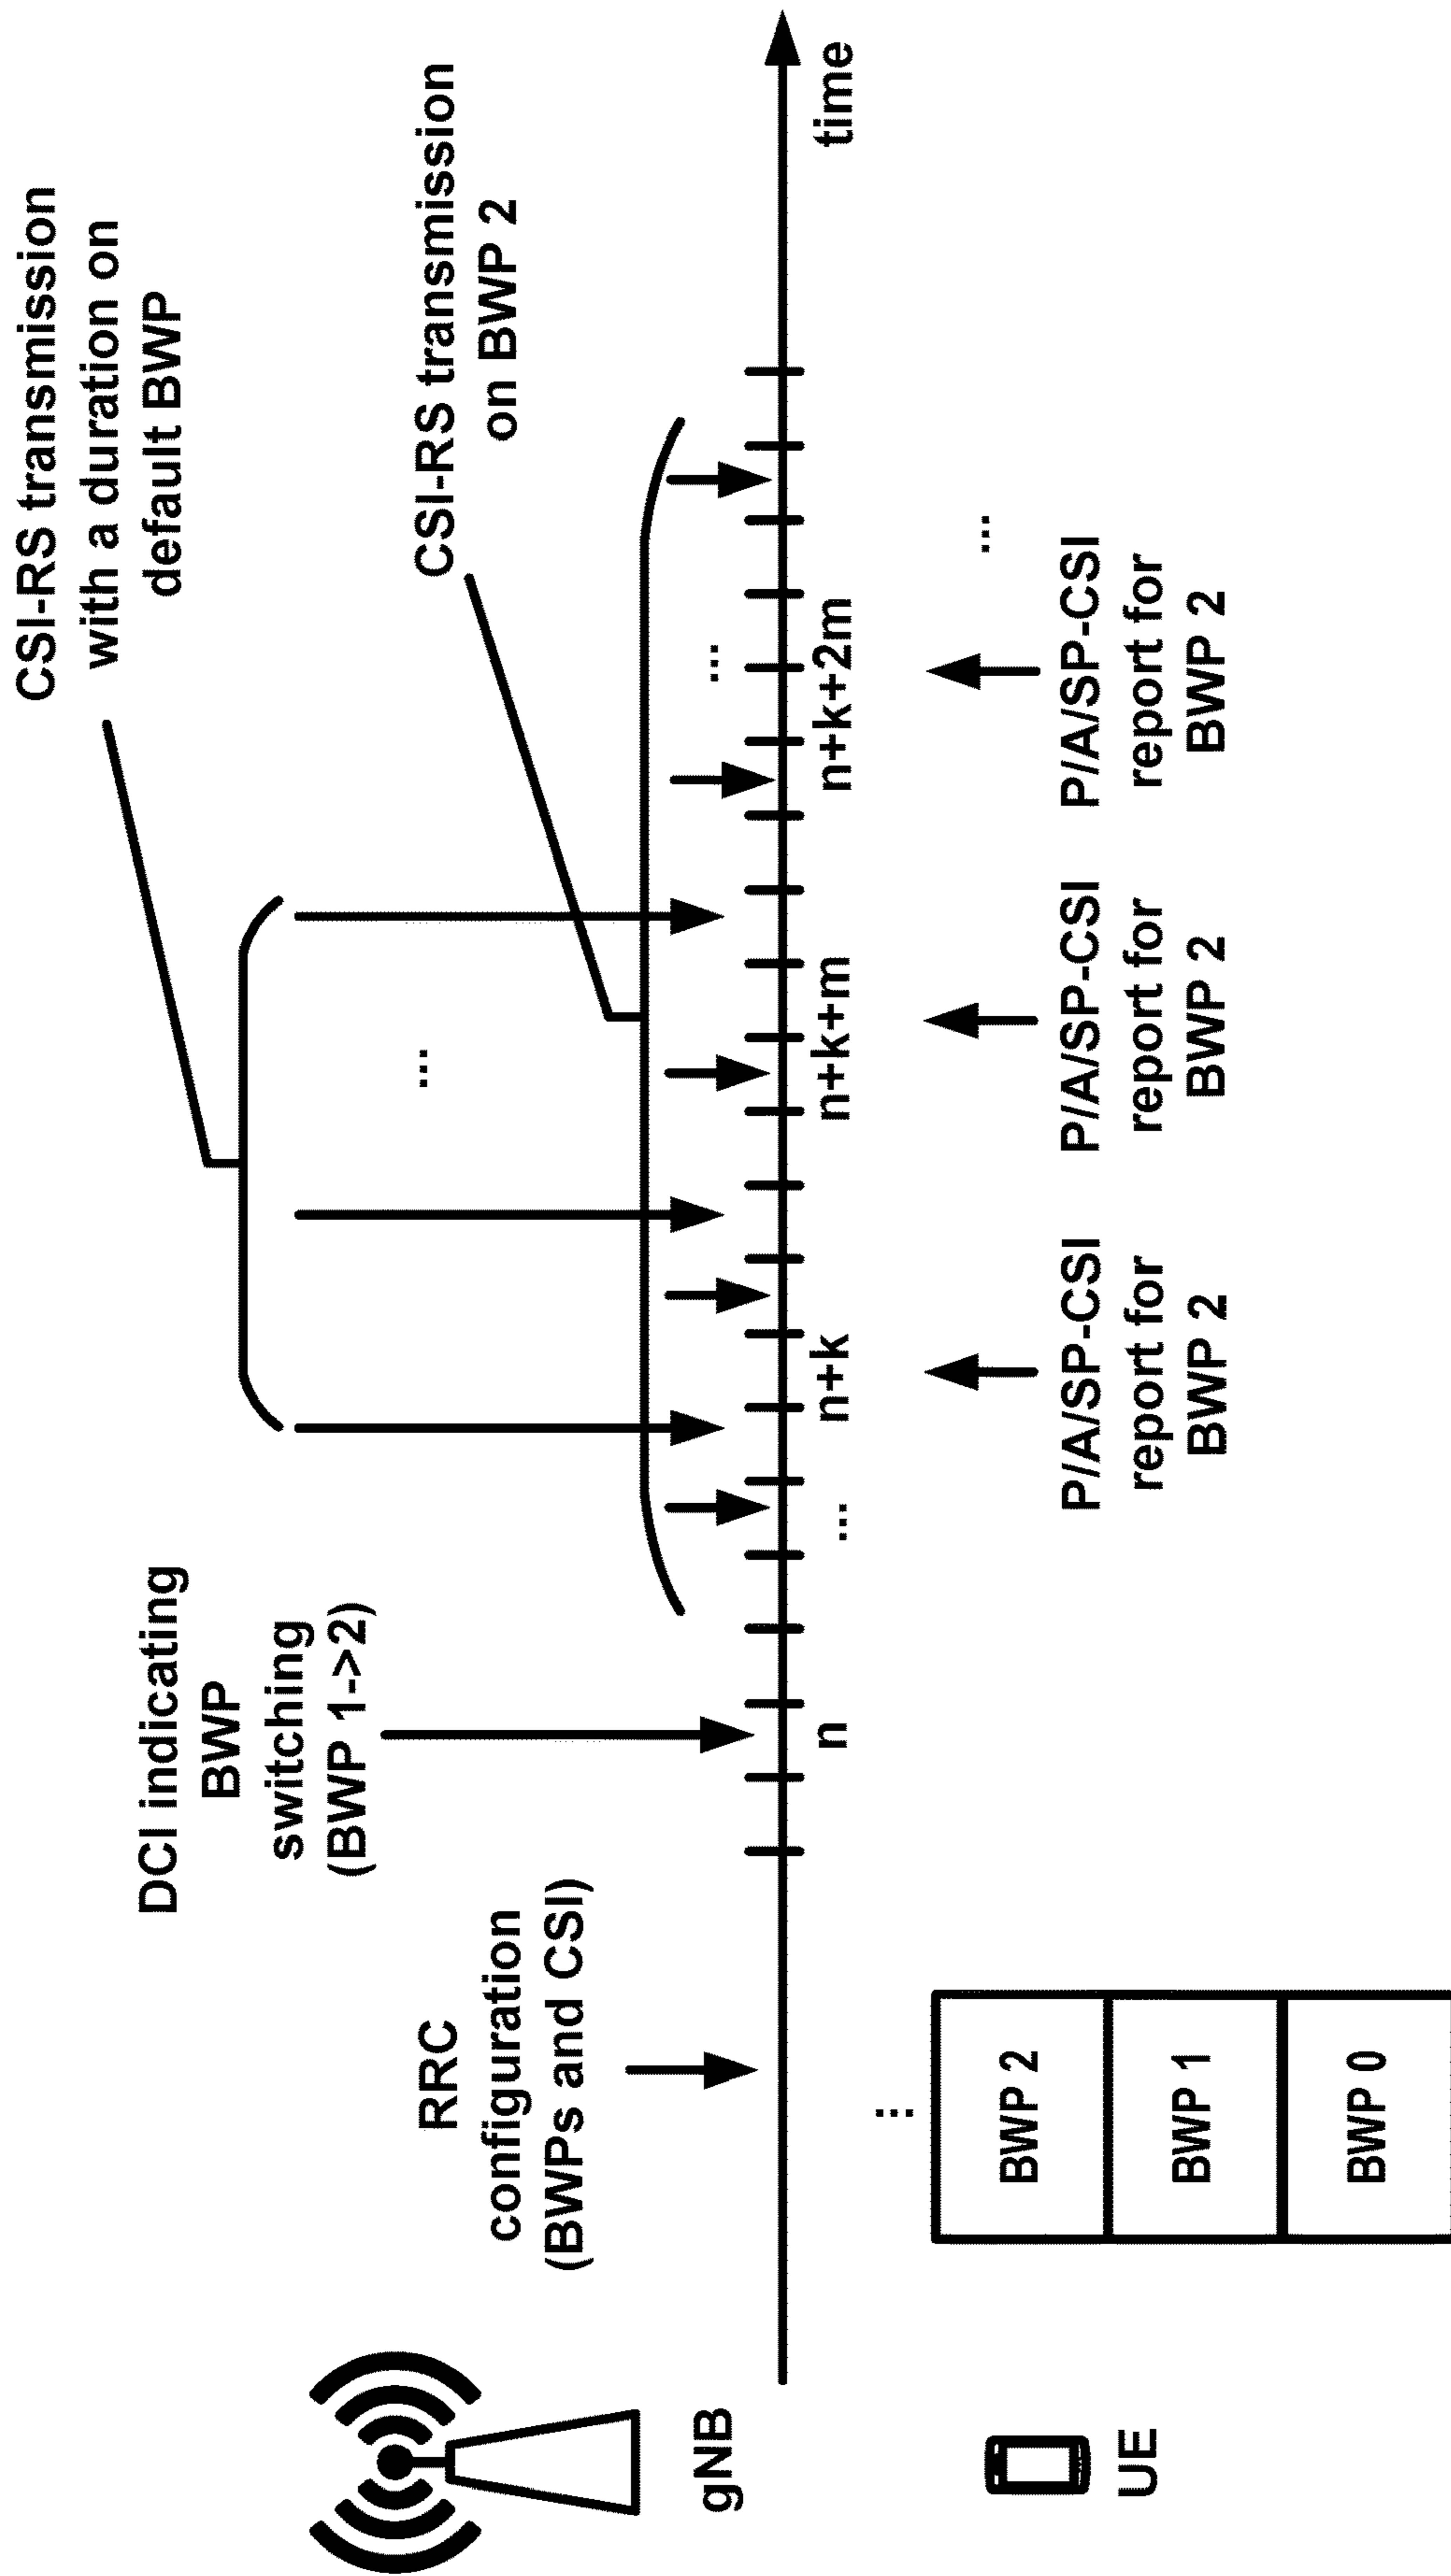 CSI-RS transmission
with a duration on
default BWP
DCI indicating
BWP
switching
(BWP 1->2)
CSI-RS transmission
on BWP 2
RRC
configuration
(BWPs and CSI)
...
...
gNB
n
...
n+k
n+k+m
n+k+2m
time
...
BWP 2
BWP 1
BWP 0
UE
P/A/SP-CSI
report for
BWP 2
P/A/SP-CSI
report for
BWP 2
P/A/SP-CSI
report for
BWP 2
...